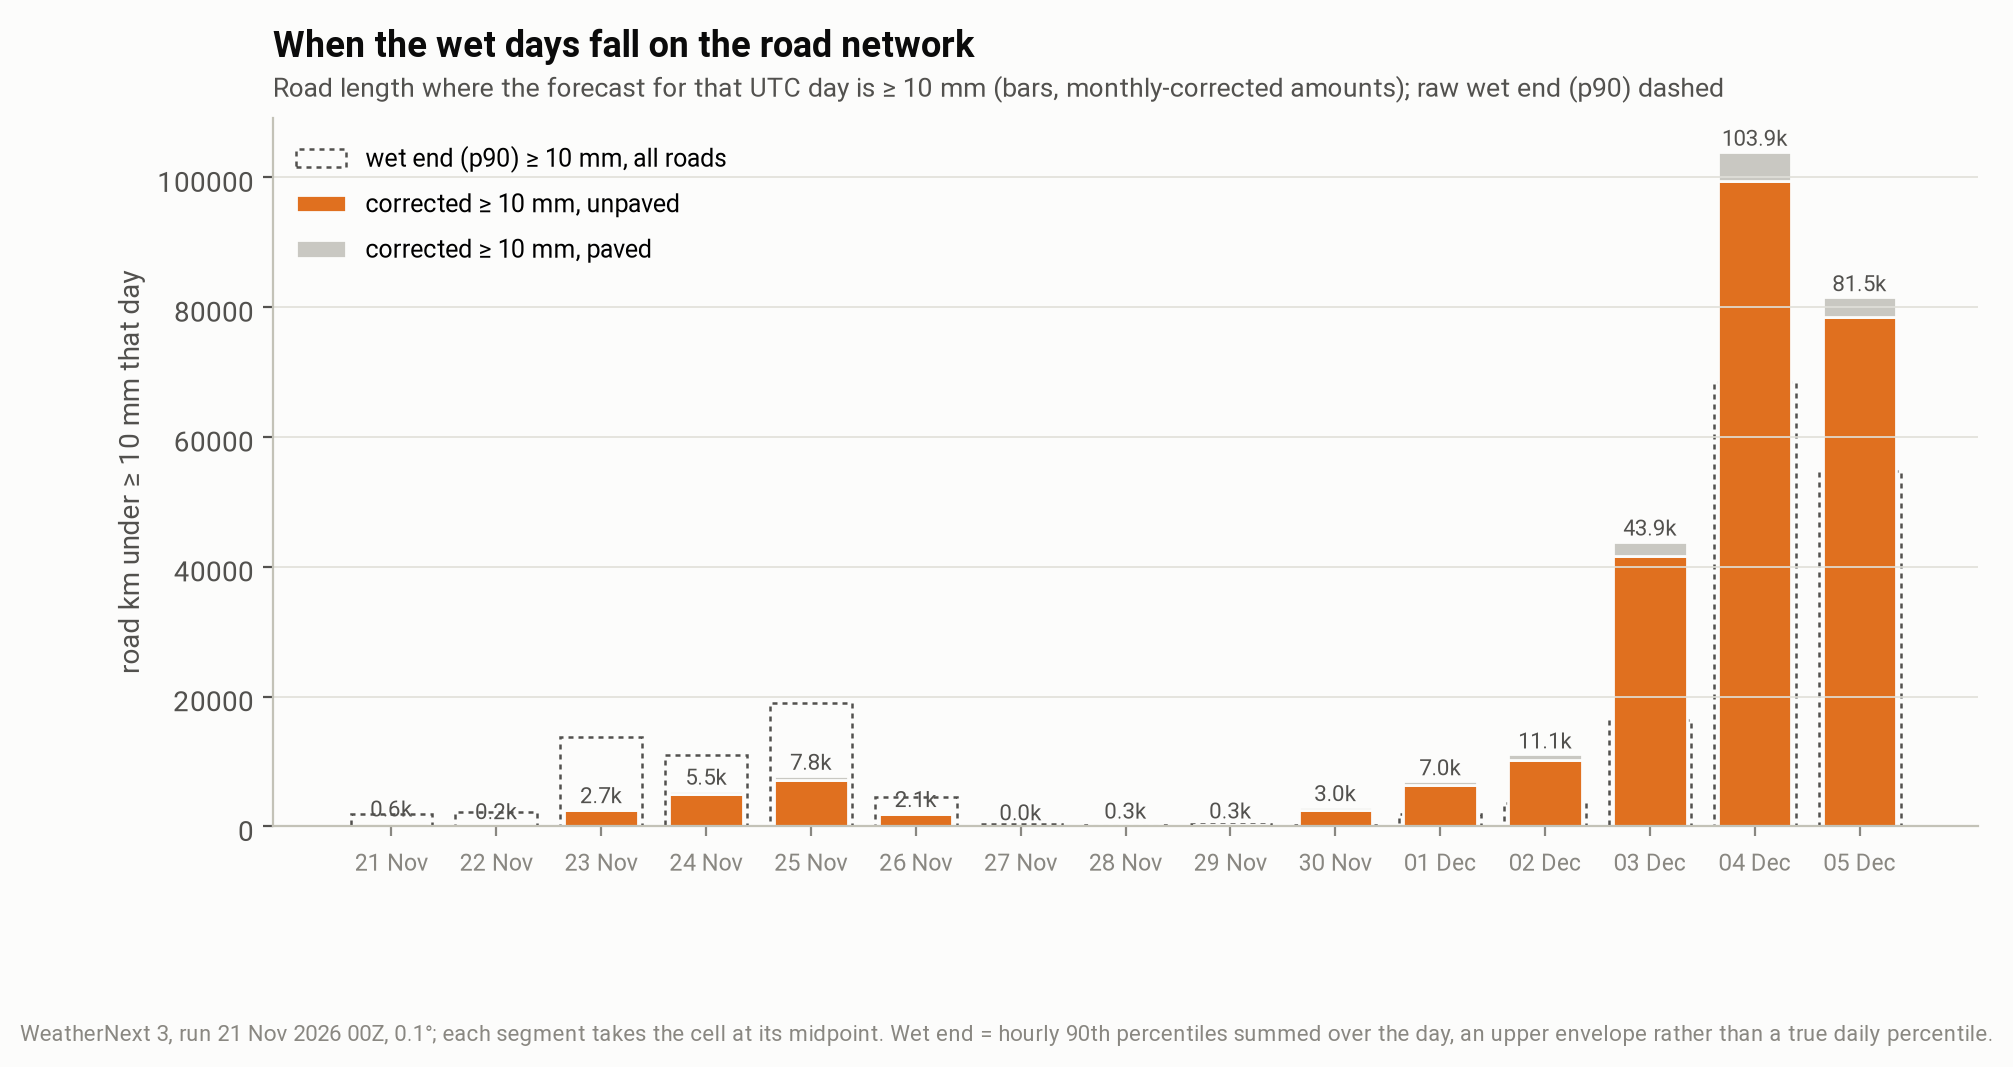 When the wet days fall on the road network
Road length where the forecast for that UTC day is ≥ 10 mm (bars, monthly-corrected amounts); raw wet end (p90) dashed
wet end (p90) ≥ 10 mm, all roads
corrected ≥ 10 mm, unpaved
corrected ≥ 10 mm, paved
road km under ≥ 10 mm that day
100000
80000
60000
40000
20000
0
0.6k
0.2k
2.7k
5.5k
7.8k
2.1k
0.0k
0.3k
0.3k
3.0k
7.0k
11.1k
43.9k
103.9k
81.5k
21 Nov
22 Nov
23 Nov
24 Nov
25 Nov
26 Nov
27 Nov
28 Nov
29 Nov
30 Nov
01 Dec
02 Dec
03 Dec
04 Dec
05 Dec
WeatherNext 3, run 21 Nov 2026 00Z, 0.1°; each segment takes the cell at its midpoint. Wet end = hourly 90th percentiles summed over the day, an upper envelope rather than a true daily percentile.